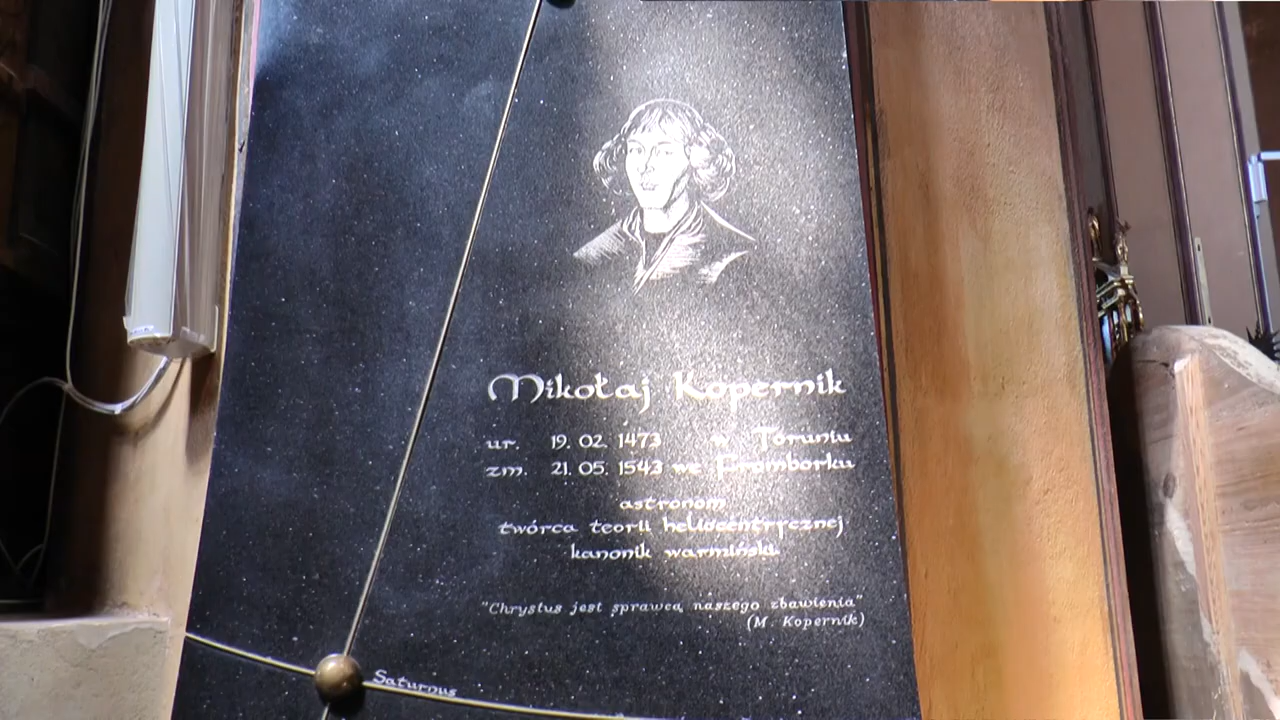 Mikołaj Kopernik
ur. 19. 02. 1473 w Toruniu
zm. 21. 05. 1543 we Fromborku
astronom
twórca teorii heliocentrycznej
kanonik warmiński
"Chrystus jest sprawcą naszego zbawienia"
(M. Kopernik)
Saturnus